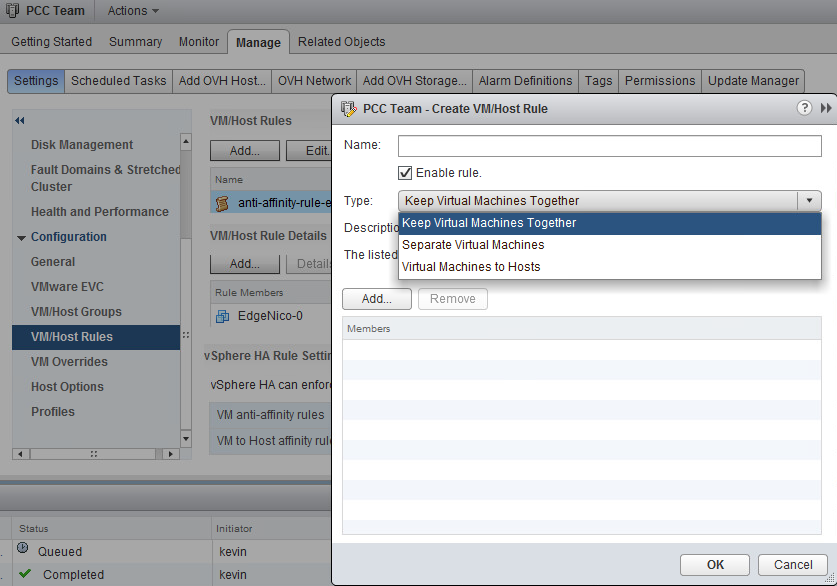 PCC Team Actions
Getting Started Summary Monitor Manage Related Objects
Settings Scheduled Tasks Add OVH Host... OVH Network Add OVH Storage... Alarm Definitions Tags Permissions Update Manager
Disk Management
Fault Domains & Stretched
Cluster
Health and Performance
Configuration
General
VMware EVC
VM/Host Groups
VM/Host Rules
VM Overrides
Host Options
Profiles
VM/Host Rules
Add... Edit.
Name
anti-affinity-rule-e
VM/Host Rule Details
Add... Details
Rule Members
EdgeNico-0
vSphere HA Rule Settin
vSphere HA can enfor
VM anti-affinity rules
VM to Host affinity rule
PCC Team - Create VM/Host Rule ?
Name:
Enable rule.
Type: Keep Virtual Machines Together
Keep Virtual Machines Together
Separate Virtual Machines
Virtual Machines to Hosts
Descriptio
The listed
Add... Remove
Members
OK Cancel
Status Initiator
Queued kevin
Completed kevin